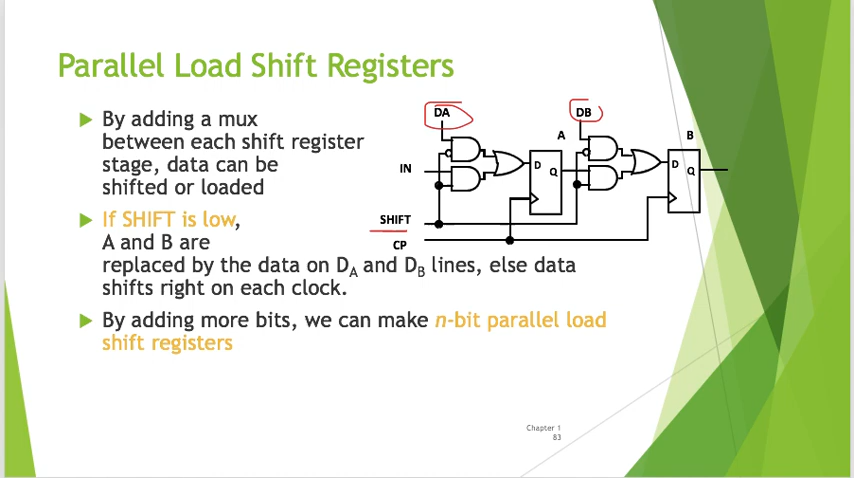 Parallel Load Shift Registers
By adding a mux
between each shift register
stage, data can be
shifted or loaded
If SHIFT is low,
A and B are
replaced by the data on DA and DB lines, else data
shifts right on each clock.
By adding more bits, we can make n-bit parallel load
shift registers
DA
DB
A
B
IN
D
Q
D
Q
SHIFT
CP
Chapter 1
83